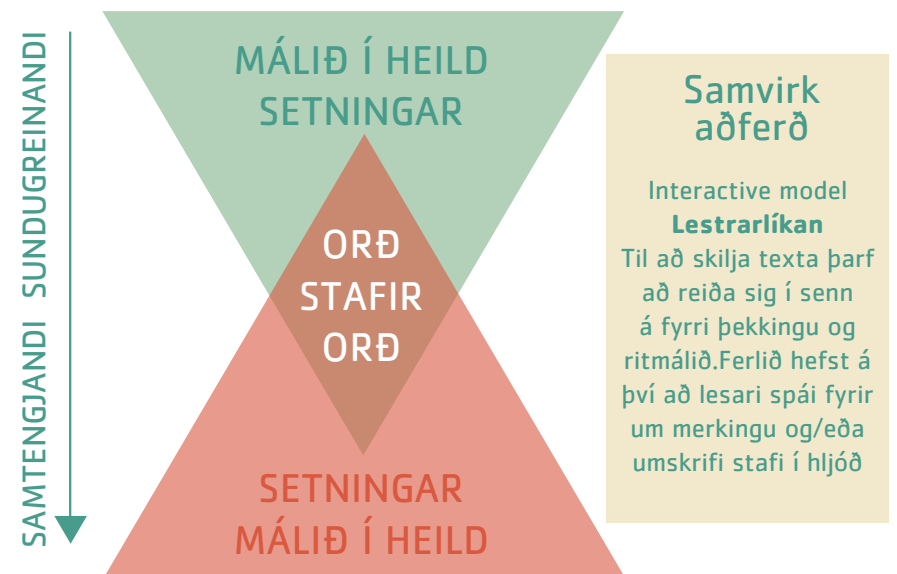 SAMTENGJANDI SUNDUGREINANDI
MÁLIÐ Í HEILD
SETNINGAR
ORÐ
STAFIR
ORÐ
SETNINGAR
MÁLIÐ Í HEILD
Samvirk
aðferð
Interactive model
Lestrarlíkan
Til að skilja texta þarf
að reiða sig í senn
á fyrri þekkingu og
ritmálið.Ferlið hefst á
því að lesari spái fyrir
um merkingu og/eða
umskrifi stafi í hljóð